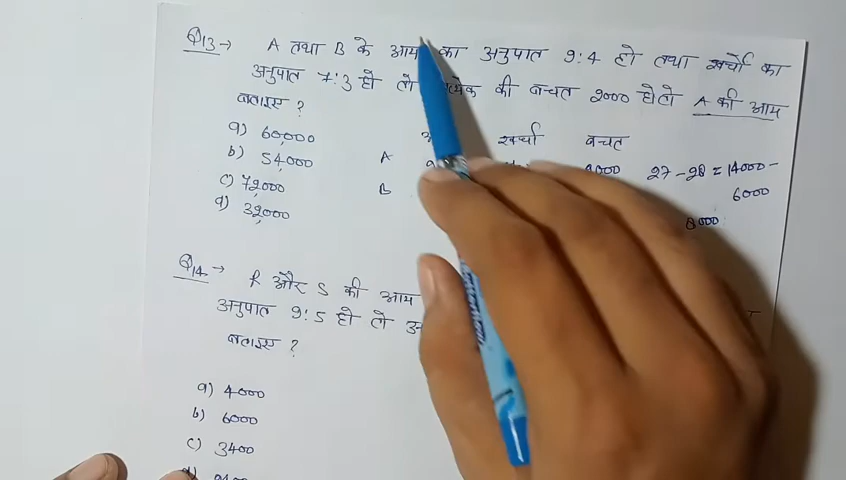 Q13→ A तथा B के आय का अनुपात 9:4 हो तथा खर्चो का
अनुपात 7:3 हो तो की बचत 2000 होतो A की आय
बताइए ?
a) 60,000
b) 54,000
c) 72,000
d) 32,000
खर्चा बचत
A 2000 27-28 = 14000-
6000
B 8000
Q14→ R और S की आय
अनुपात 9:5 हो तो
बताइए ?
a) 4000
b) 6000
c) 3400